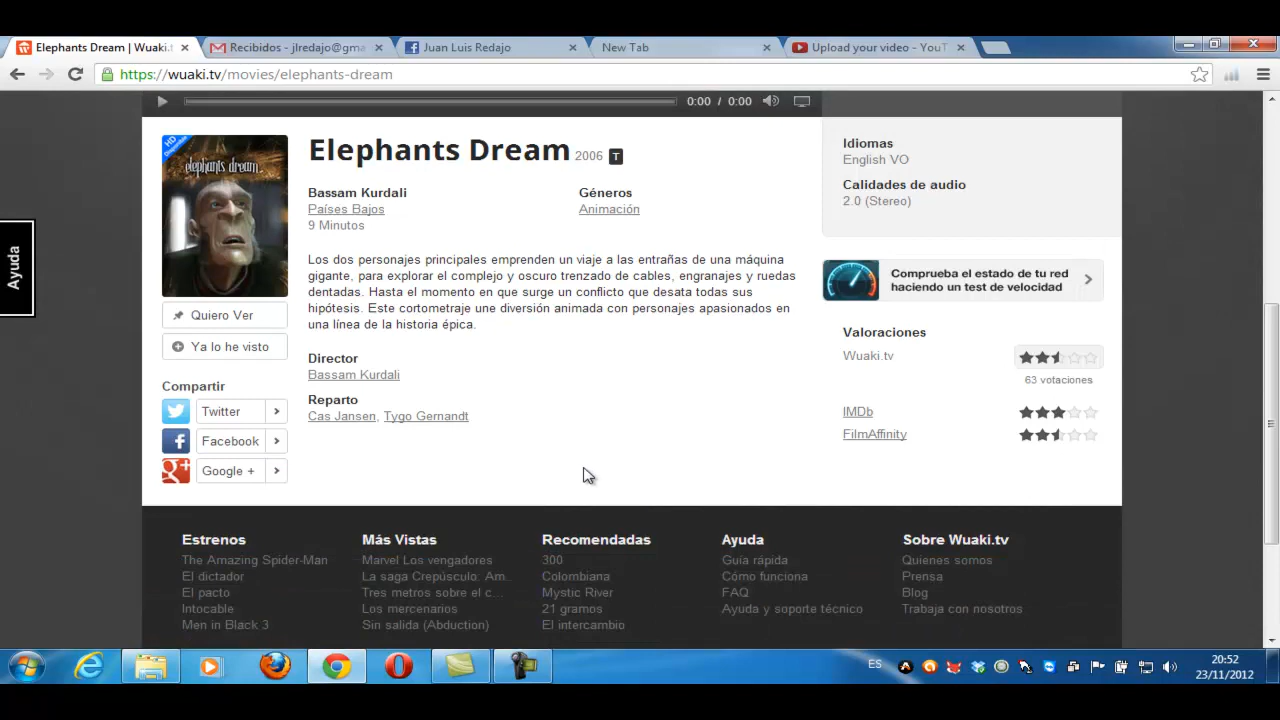 Elephants Dream | Wuaki.t
Recibidos - jlredajo@gma
Juan Luis Redajo
New Tab
Upload your video - YouT
https://wuaki.tv/movies/elephants-dream
0:00 / 0:00
HD
Disponible
elephants dream
Ayuda
Quiero Ver
Ya lo he visto
Compartir
Twitter
Facebook
Google +
Elephants Dream 2006 T
Bassam Kurdali
Países Bajos
9 Minutos
Géneros
Animación
Los dos personajes principales emprenden un viaje a las entrañas de una máquina
gigante, para explorar el complejo y oscuro trenzado de cables, engranajes y ruedas
dentadas. Hasta el momento en que surge un conflicto que desata todas sus
hipótesis. Este cortometraje une diversión animada con personajes apasionados en
una línea de la historia épica.
Director
Bassam Kurdali
Reparto
Cas Jansen, Tygo Gernandt
Idiomas
English VO
Calidades de audio
2.0 (Stereo)
Comprueba el estado de tu red
haciendo un test de velocidad
Valoraciones
Wuaki.tv
63 votaciones
IMDb
FilmAffinity
Estrenos
The Amazing Spider-Man
El dictador
El pacto
Intocable
Men in Black 3
Más Vistas
Marvel Los vengadores
La saga Crepúsculo: Am...
Tres metros sobre el c...
Los mercenarios
Sin salida (Abduction)
Recomendadas
300
Colombiana
Mystic River
21 gramos
El intercambio
Ayuda
Guía rápida
Cómo funciona
FAQ
Ayuda y soporte técnico
Sobre Wuaki.tv
Quienes somos
Prensa
Blog
Trabaja con nosotros
ES
20:52
23/11/2012